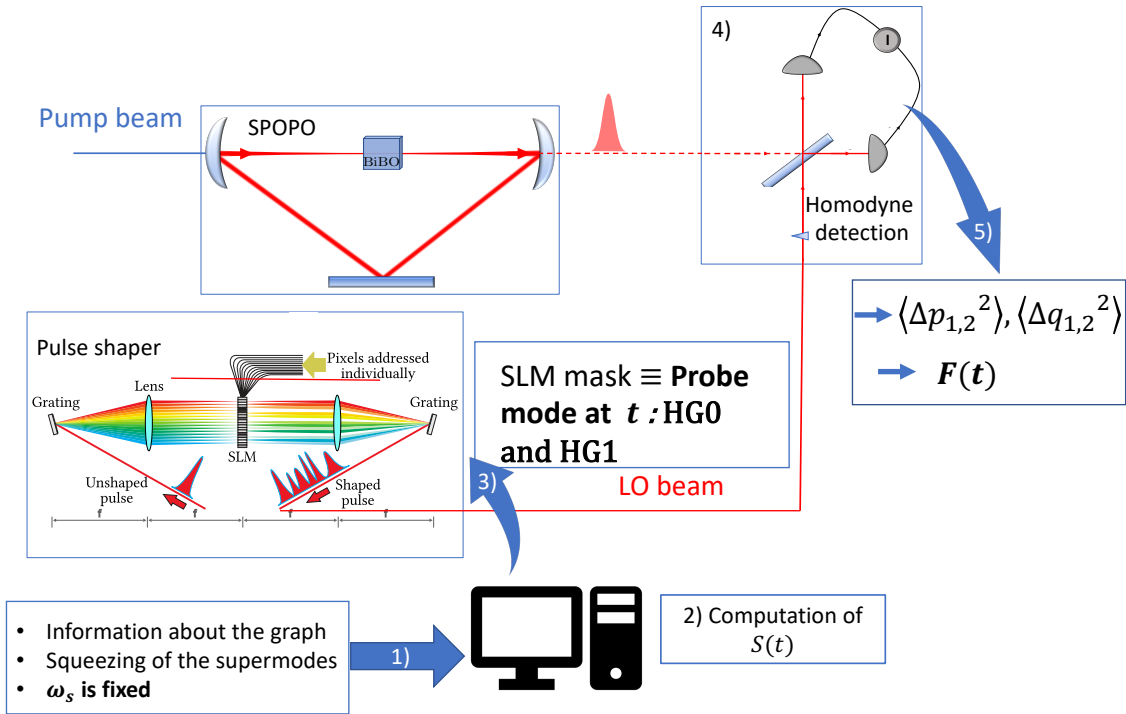 Pump beam
SPOPO
BiBO
4)
I
Homodyne
detection
5)
→ ⟨Δp₁,₂²⟩, ⟨Δq₁,₂²⟩
→ F(t)
Pulse shaper
Pixels addressed
individually
Lens
Grating
Grating
SLM
Unshaped
pulse
Shaped
pulse
f
f
f
f
SLM mask ≡ Probe
mode at t : HG0
and HG1
LO beam
3)
• Information about the graph
• Squeezing of the supermodes
• ωₛ is fixed
1)
2) Computation of
S(t)